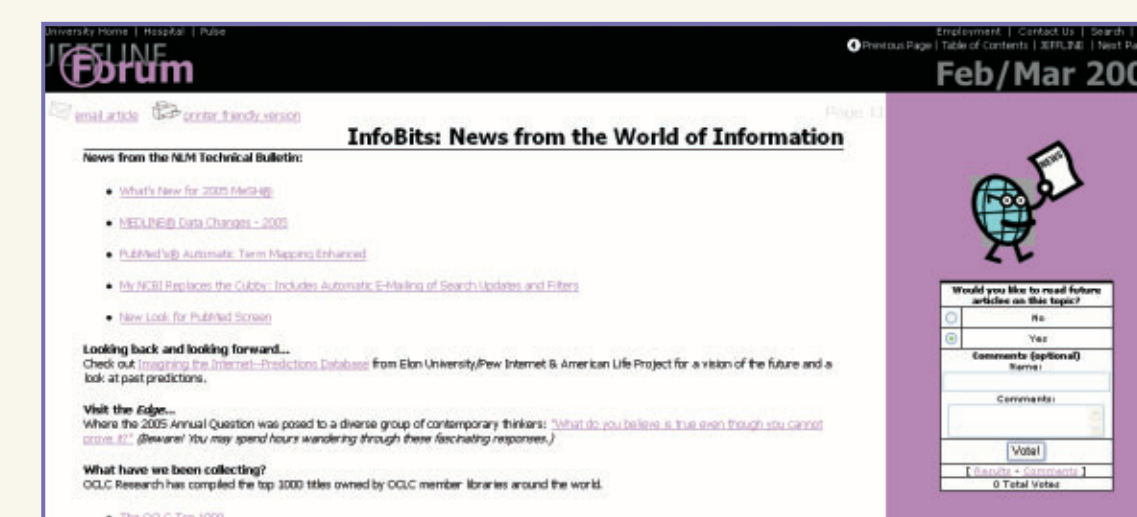 University Home | Hospital | Pulse
Employment | Contact Us | Search |
Previous Page | Table of Contents | JEFFLINE | Next Pa
JEFFLINE
Forum
Feb/Mar 200
email article printer friendly version
Page 11
InfoBits: News from the World of Information
News from the NLM Technical Bulletin:
• What's New for 2005 MeSH®
• MEDLINE® Data Changes - 2005
• PubMed's® Automatic Term Mapping Enhanced
• My NCBI Replaces the Cubby: Includes Automatic E-Mailing of Search Updates and Filters
• New Look for PubMed Screen
Looking back and looking forward...
Check out Imagining the Internet--Predictions Database from Elon University/Pew Internet & American Life Project for a vision of the future and a
look at past predictions.
Visit the Edge...
Where the 2005 Annual Question was posed to a diverse group of contemporary thinkers: "What do you believe is true even though you cannot
prove it?" (Beware! You may spend hours wandering through these fascinating responses.)
What have we been collecting?
OCLC Research has compiled the top 1000 titles owned by OCLC member libraries around the world.
• The OCLC Top 1000
NEWS
Would you like to read future
articles on this topic?
No
Yes
Comments (optional)
Name:
Comments:
Vote!
[ Results - Comments ]
0 Total Votes